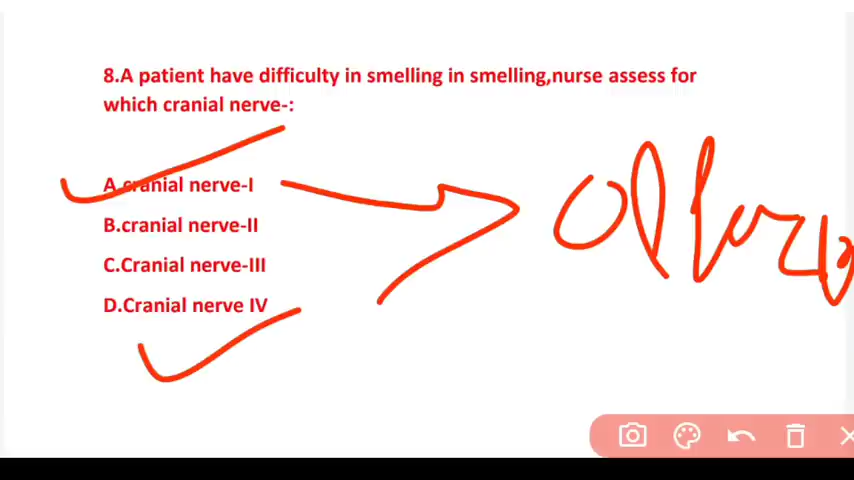 8.A patient have difficulty in smelling in smelling,nurse assess for
which cranial nerve-:
A.cranial nerve-I
B.cranial nerve-II
C.Cranial nerve-III
D.Cranial nerve IV